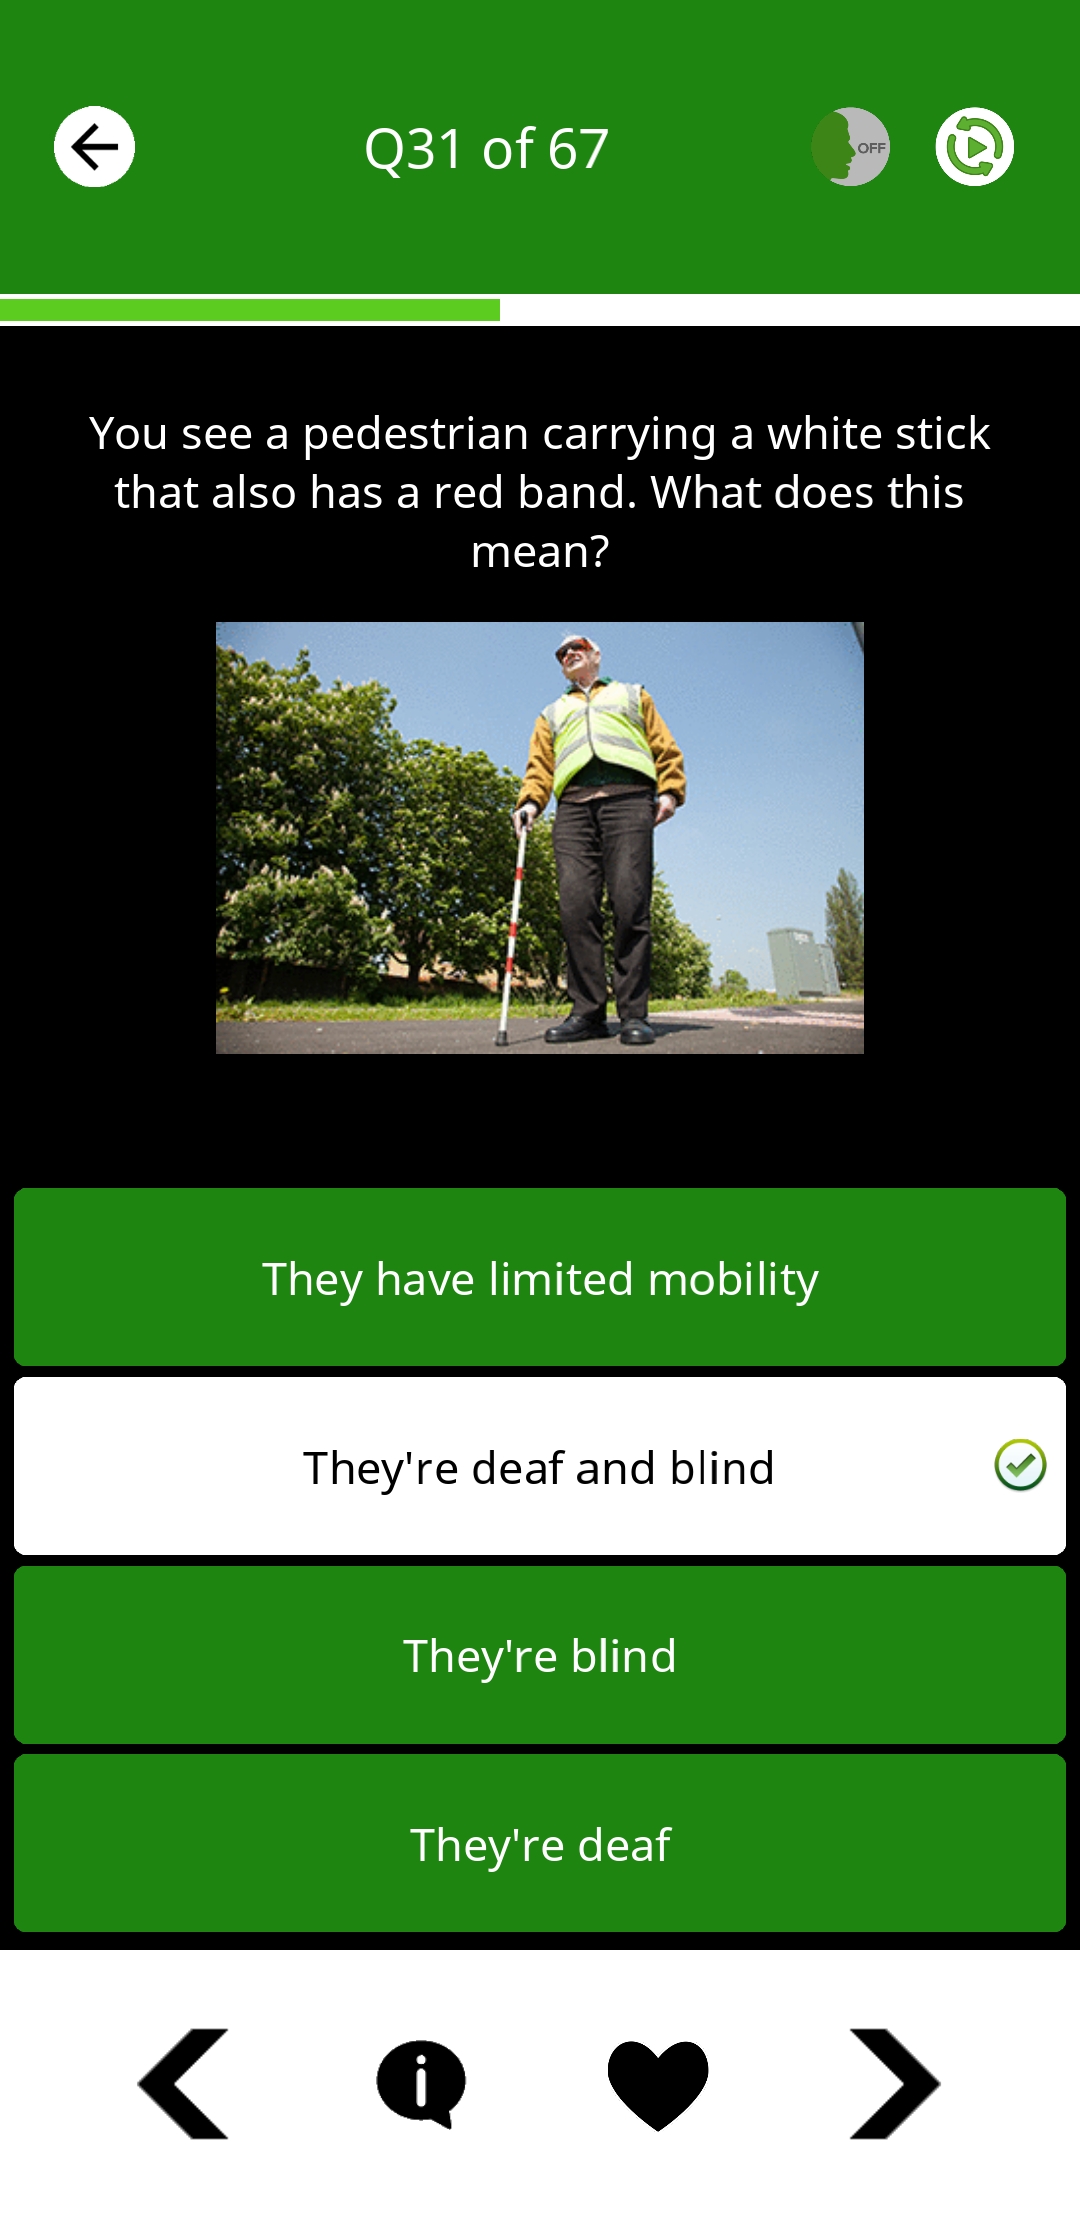 Q31 of 67
OFF
You see a pedestrian carrying a white stick
that also has a red band. What does this
mean?
They have limited mobility
They're deaf and blind
They're blind
They're deaf